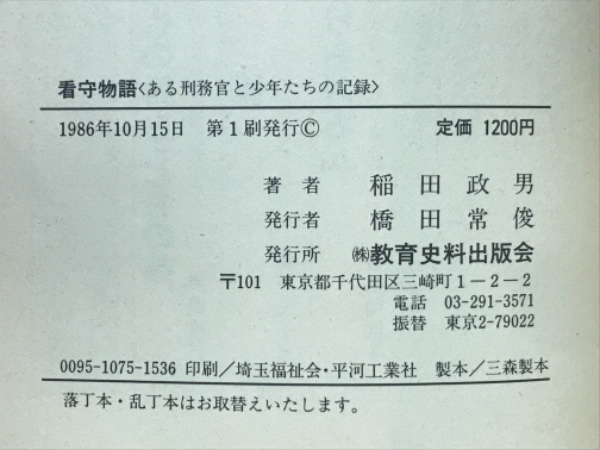 看守物語〈ある刑務官と少年たちの記録〉
1986年10月15日 第1刷発行Ⓒ 定価 1200円
著者 稲田政男
発行者 橋田常俊
発行所 ㈱教育史料出版会
〒101 東京都千代田区三崎町1-2-2
電話 03-291-3571
振替 東京2-79022
0095-1075-1536 印刷/埼玉福祉会・平河工業社 製本/三森製本
落丁本・乱丁本はお取替えいたします。